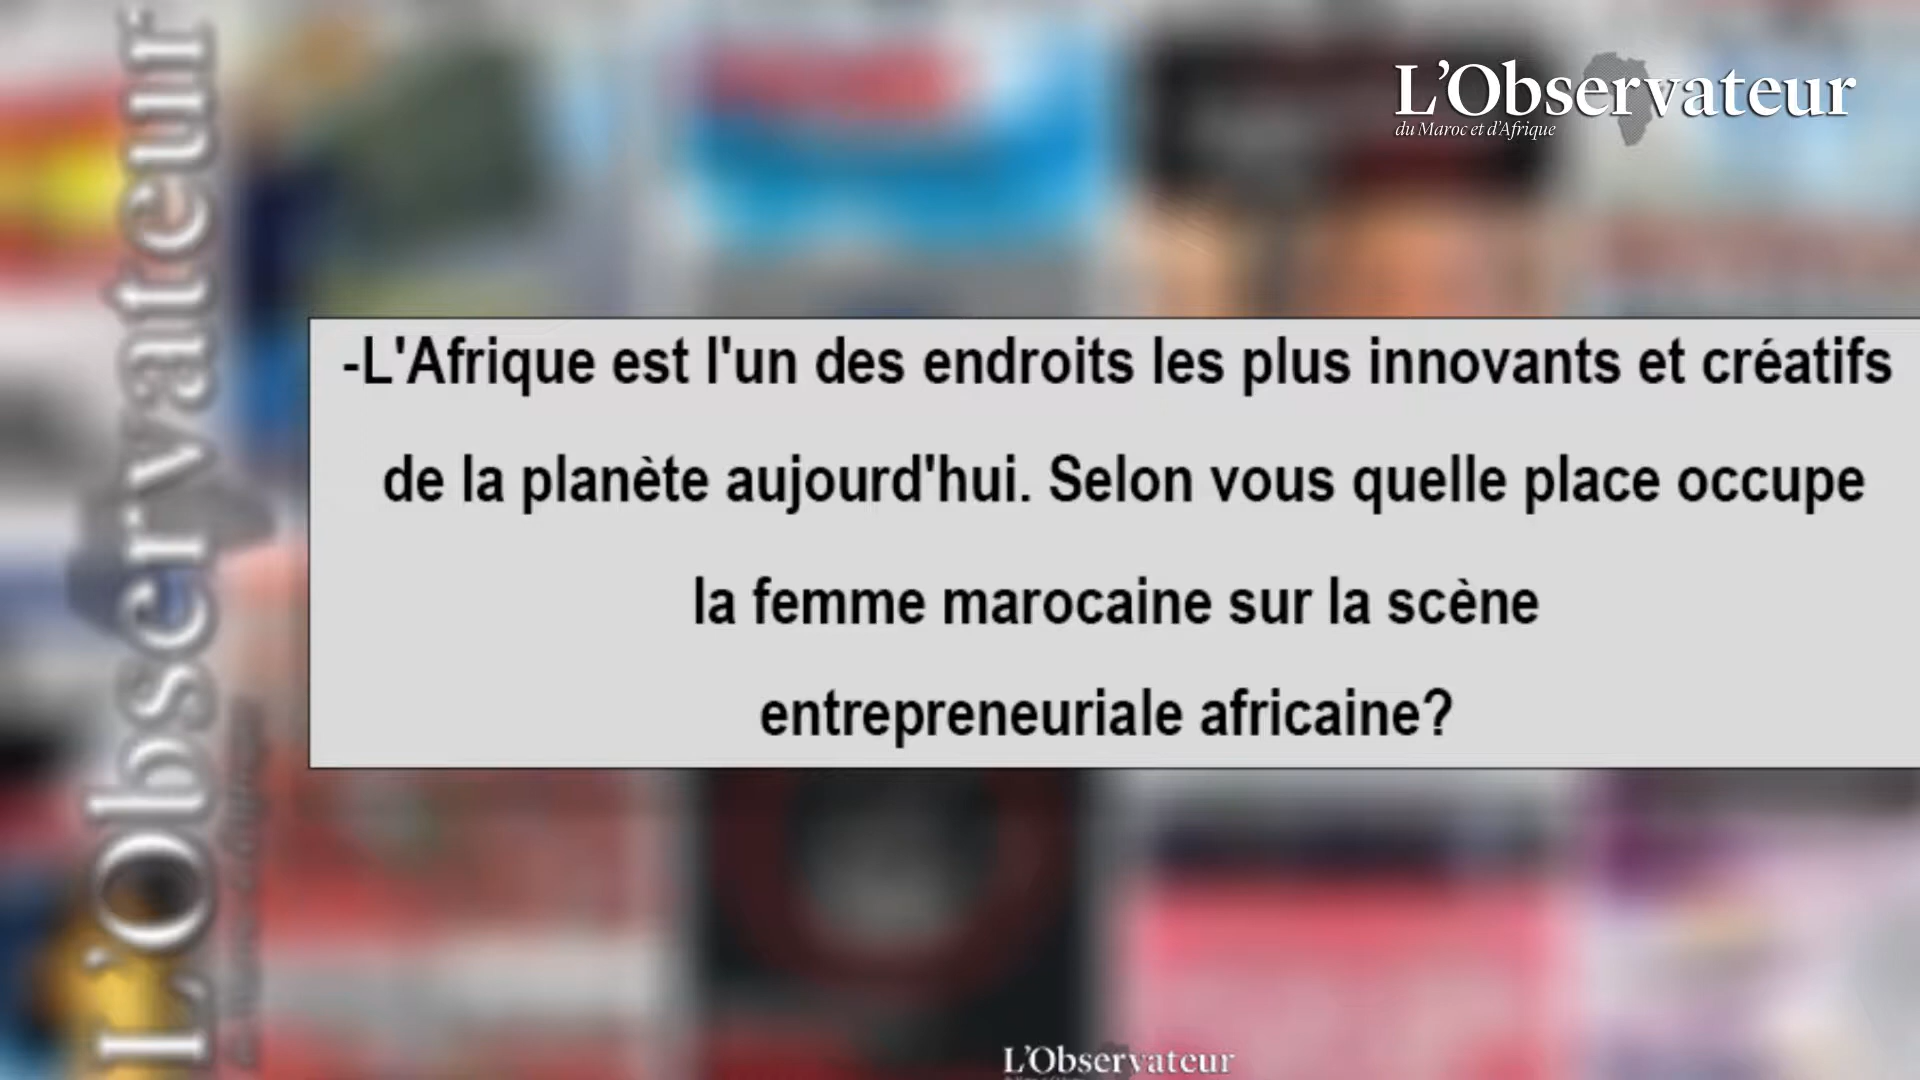 L'Observateur
du Maroc et d'Afrique
L'Observateur
-L'Afrique est l'un des endroits les plus innovants et créatifs
de la planète aujourd'hui. Selon vous quelle place occupe
la femme marocaine sur la scène
entrepreneuriale africaine?
L'Observateur